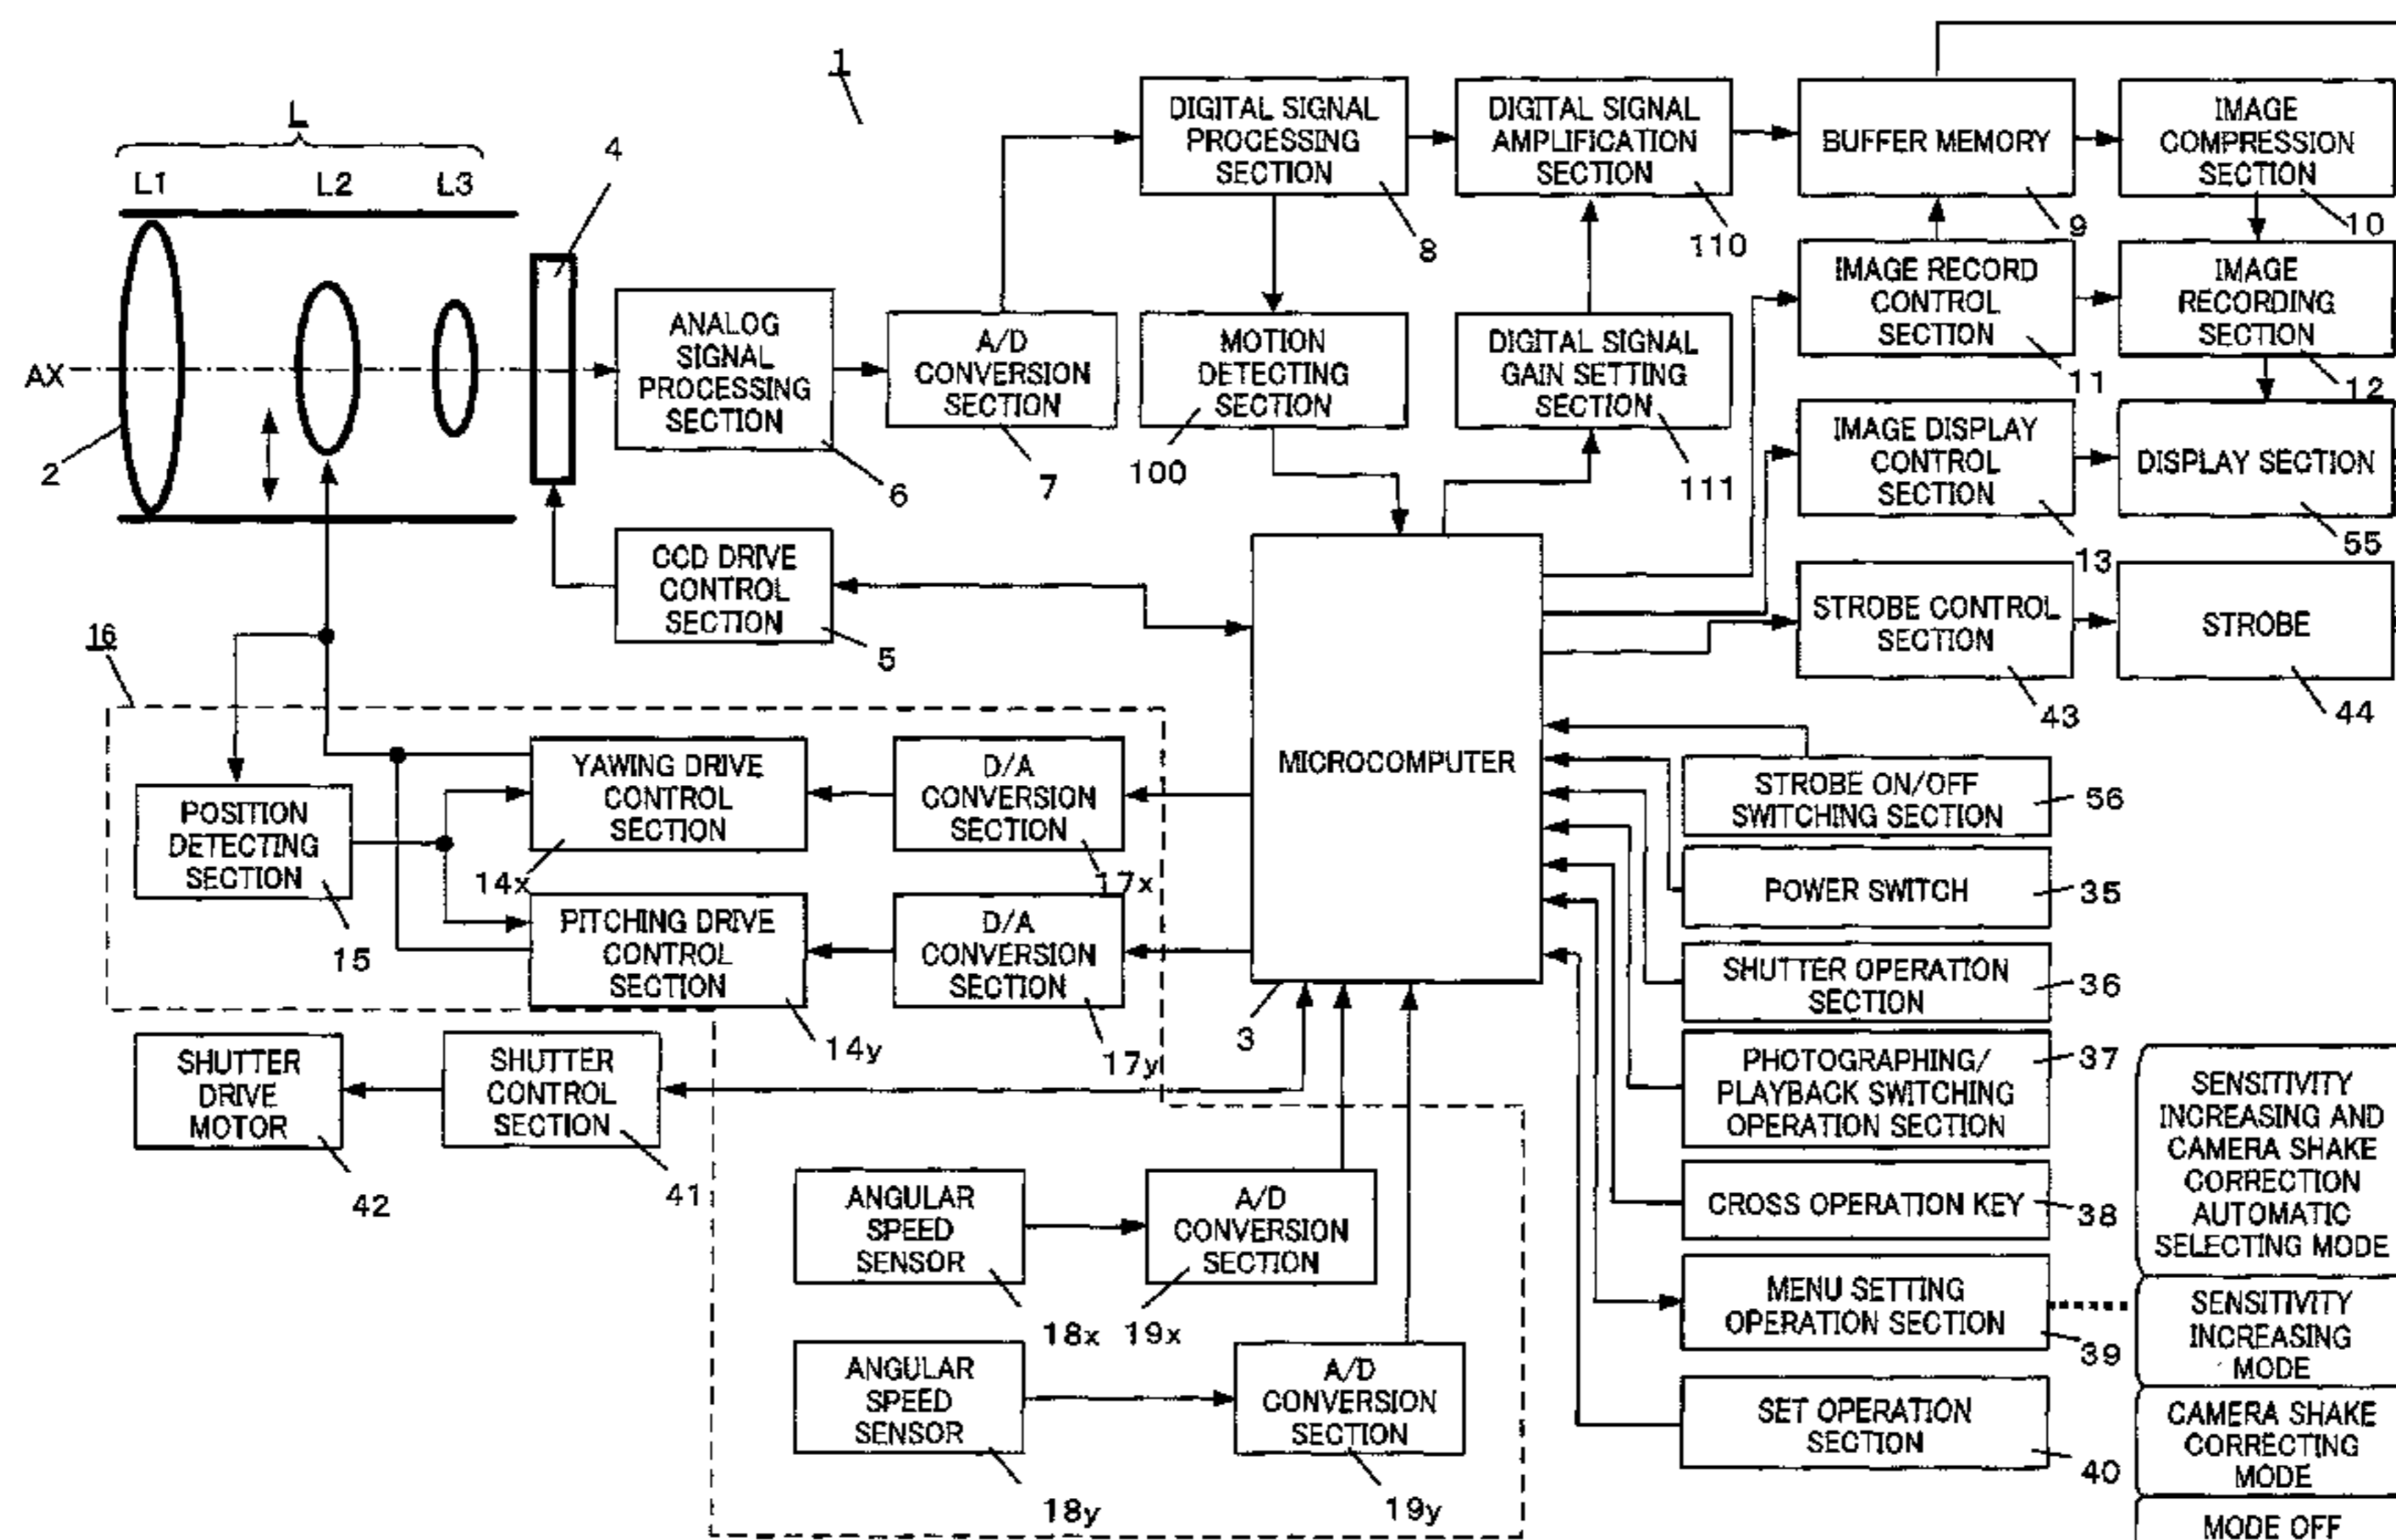 1
L
L1 L2 L3
4
AX
2
ANALOG
SIGNAL
PROCESSING
SECTION
6
A/D
CONVERSION
SECTION
7
DIGITAL SIGNAL
PROCESSING
SECTION
8
DIGITAL SIGNAL
AMPLIFICATION
SECTION
110
BUFFER MEMORY
9
IMAGE
COMPRESSION
SECTION
10
MOTION
DETECTING
SECTION
100
DIGITAL SIGNAL
GAIN SETTING
SECTION
111
IMAGE RECORD
CONTROL
SECTION
11
IMAGE
RECORDING
SECTION
12
IMAGE DISPLAY
CONTROL
SECTION
13
DISPLAY SECTION
55
CCD DRIVE
CONTROL
SECTION
5
STROBE CONTROL
SECTION
43
STROBE
44
16
MICROCOMPUTER
3
POSITION
DETECTING
SECTION
15
YAWING DRIVE
CONTROL
SECTION
14x
D/A
CONVERSION
SECTION
17x
PITCHING DRIVE
CONTROL
SECTION
14y
D/A
CONVERSION
SECTION
17y
SHUTTER
DRIVE
MOTOR
42
SHUTTER
CONTROL
SECTION
41
ANGULAR
SPEED
SENSOR
18x
A/D
CONVERSION
SECTION
19x
ANGULAR
SPEED
SENSOR
18y
A/D
CONVERSION
SECTION
19y
STROBE ON/OFF
SWITCHING SECTION
56
POWER SWITCH
35
SHUTTER OPERATION
SECTION
36
PHOTOGRAPHING/
PLAYBACK SWITCHING
OPERATION SECTION
37
CROSS OPERATION KEY
38
MENU SETTING
OPERATION SECTION
39
SET OPERATION
SECTION
40
SENSITIVITY
INCREASING AND
CAMERA SHAKE
CORRECTION
AUTOMATIC
SELECTING MODE
SENSITIVITY
INCREASING
MODE
CAMERA SHAKE
CORRECTING
MODE
MODE OFF